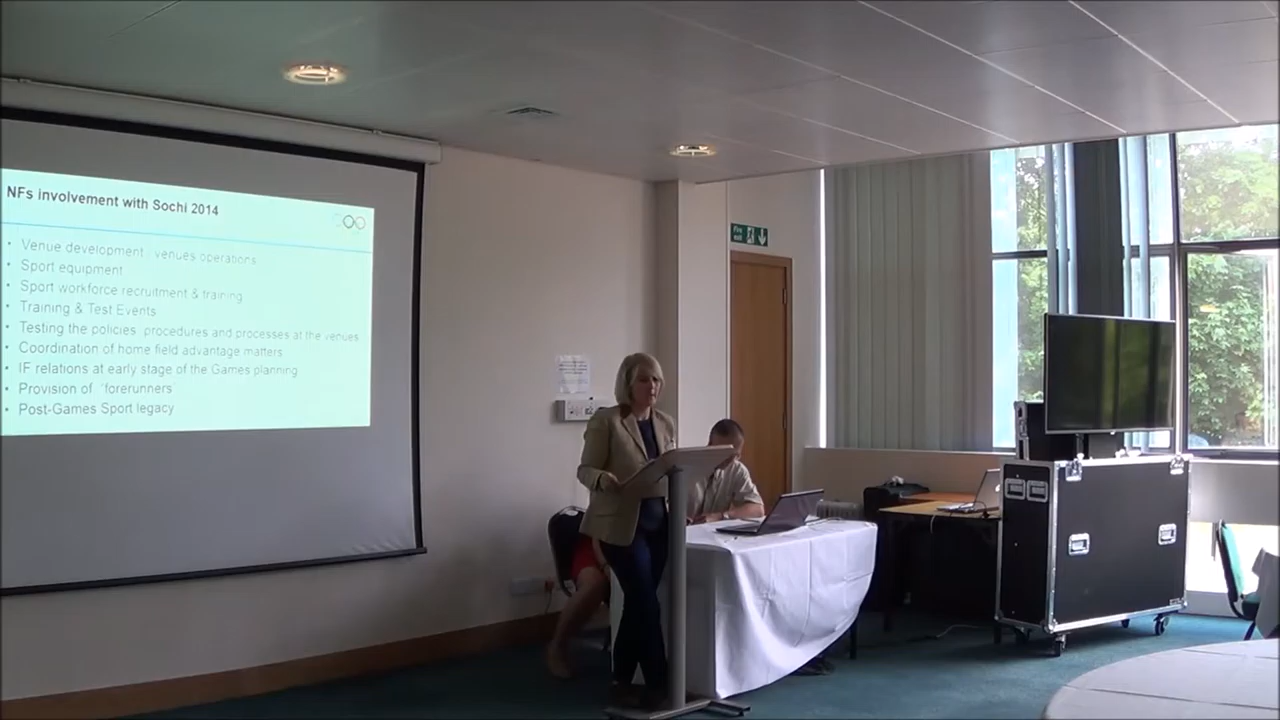 NFs involvement with Sochi 2014
• Venue development, venues operations
• Sport equipment
• Sport workforce recruitment & training
• Training & Test Events
• Testing the policies, procedures and processes at the venues
• Coordination of home field advantage matters
• IF relations at early stage of the Games planning
• Provision of "forerunners
• Post-Games Sport legacy
Fire
exit